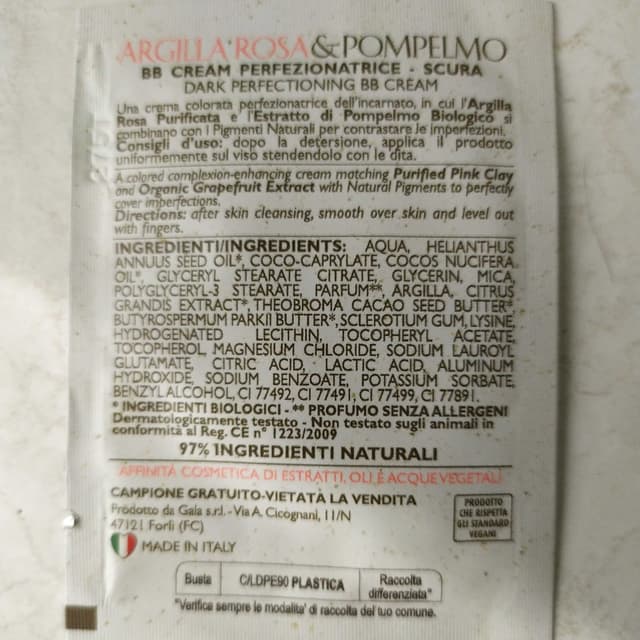 ARGILLA ROSA & POMPELMO
BB CREAM PERFEZIONATRICE - SCURA
DARK PERFECTIONING BB CREAM
Una crema colorata perfezionatrice dell'incarnato, in cui l'Argilla
Rosa Purificata e l'Estratto di Pompelmo Biologico si
combinano con i Pigmenti Naturali per contrastare le imperfezioni.
Consigli d'uso: dopo la detersione, applica il prodotto
uniformemente sul viso stendendolo con le dita.
A colored complexion-enhancing cream matching Purified Pink Clay
and Organic Grapefruit Extract with Natural Pigments to perfectly
cover imperfections.
Directions: after skin cleansing, smooth over skin and level out
with fingers.
INGREDIENTI/INGREDIENTS: AQUA, HELIANTHUS
ANNUUS SEED OIL*, COCO-CAPRYLATE, COCOS NUCIFERA
OIL*, GLYCERYL STEARATE CITRATE, GLYCERIN, MICA,
POLYGLYCERYL-3 STEARATE, PARFUM**, ARGILLA, CITRUS
GRANDIS EXTRACT*, THEOBROMA CACAO SEED BUTTER*,
BUTYROSPERMUM PARKII BUTTER*, SCLEROTIUM GUM, LYSINE,
HYDROGENATED LECITHIN, TOCOPHERYL ACETATE,
TOCOPHEROL, MAGNESIUM CHLORIDE, SODIUM LAUROYL
GLUTAMATE, CITRIC ACID, LACTIC ACID, ALUMINUM
HYDROXIDE, SODIUM BENZOATE, POTASSIUM SORBATE,
BENZYL ALCOHOL, CI 77492, CI 77491, CI 77499, CI 77891.
* INGREDIENTI BIOLOGICI - ** PROFUMO SENZA ALLERGENI
Dermatologicamente testato - Non testato sugli animali in
conformità al Reg. CE n° 1223/2009
97% INGREDIENTI NATURALI
AFFINITÀ COSMETICA DI ESTRATTI, OLI E ACQUE VEGETALI
CAMPIONE GRATUITO-VIETATA LA VENDITA
Prodotto da Gala s.r.l. - Via A. Cicognani, 11/N
47121 Forlì (FC)
MADE IN ITALY
PRODOTTO
CHE RISPETTA
GLI STANDARD
VEGANI
Busta C/LDPE90 PLASTICA Raccolta
differenziata*
*Verifica sempre le modalita' di raccolta del tuo comune.